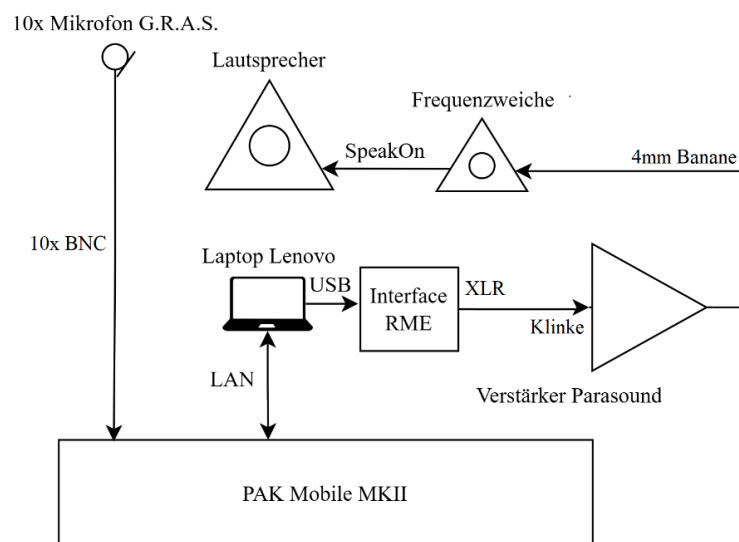 10x Mikrofon G.R.A.S.
Lautsprecher
Frequenzweiche
SpeakOn
4mm Banane
10x BNC
Laptop Lenovo
USB
Interface
RME
XLR
Klinke
LAN
Verstärker Parasound
PAK Mobile MKII